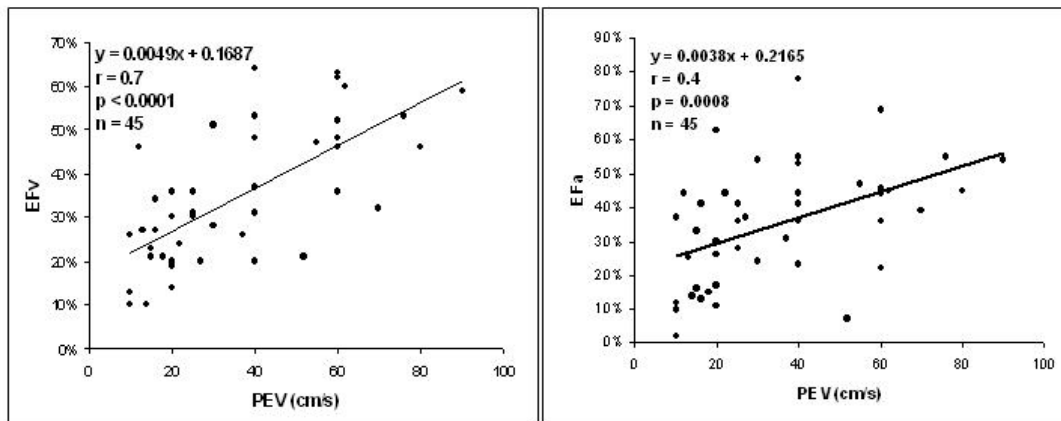 70%
60%
50%
40%
30%
20%
10%
0%
EFv
y = 0.0049x + 0.1687
r = 0.7
p < 0.0001
n = 45
0 20 40 60 80 100
PEV (cm/s)
90%
80%
70%
60%
50%
40%
30%
20%
10%
0%
EFa
y = 0.0038x + 0.2165
r = 0.4
p = 0.0008
n = 45
0 20 40 60 80 100
PEV (cm/s)